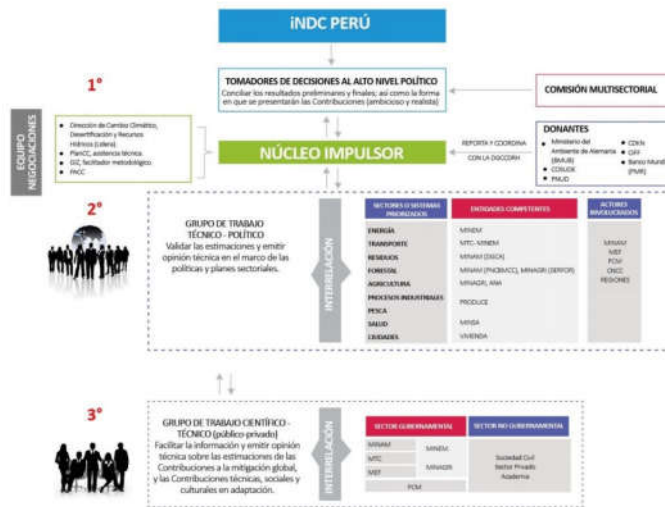 iNDC PERÚ
1°
TOMADORES DE DECISIONES AL ALTO NIVEL POLÍTICO
Conciliar los resultados preliminares y finales; así como la forma
en que se presentarán las Contribuciones (ambicioso y realista)
COMISIÓN MULTISECTORIAL
EQUIPO
NEGOCIACIONES
Dirección de Cambio Climático,
Desertificación y Recursos
Hídricos (Lidera).
PlanCC, asistencia técnica.
GIZ, facilitador metodológico
PACC
NÚCLEO IMPULSOR
REPORTA Y COORDINA
CON LA DGCCDRH
DONANTES
Ministerio del
Ambiente de Alemania
(BMUB)
COSUDE
PNUD
CDKN
Banco Mundial
(PMR)
2°
GRUPO DE TRABAJO
TÉCNICO - POLÍTICO
Validar las estimaciones y emitir
opinión técnica en el marco de las
políticas y planes sectoriales.
INTERRELACIÓN
SECTORES O SISTEMAS
PRIORIZADOS
ENTIDADES COMPETENTES
ACTORES
INVOLUCRADOS
ENERGÍA
MINEM
TRANSPORTE
MTC- MINEM
RESIDUOS
MINAM (DGCA)
FORESTAL
MINAM (PNCBMCC), MINAGRI (SERFOR)
AGRICULTURA
MINAGRI, ANA
PROCESOS INDUSTRIALES
PRODUCE
PESCA
SALUD
MINSA
CIUDADES
VIVIENDA
MINAM
MEF
PCM
CNCC
REGIONES
3°
GRUPO DE TRABAJO CIENTÍFICO -
TÉCNICO (público-privado)
Facilitar la información y emitir opinión
técnica sobre las estimaciones de las
Contribuciones a la mitigación global,
y las Contribuciones técnicas, sociales y
culturales en adaptación.
INTERRELACIÓN
SECTOR GUBERNAMENTAL
SECTOR NO GUBERNAMENTAL
MINAM
MINEM
MTC
MINAGRI
MEF
PCM
Sociedad Civil
Sector Privado
Academia